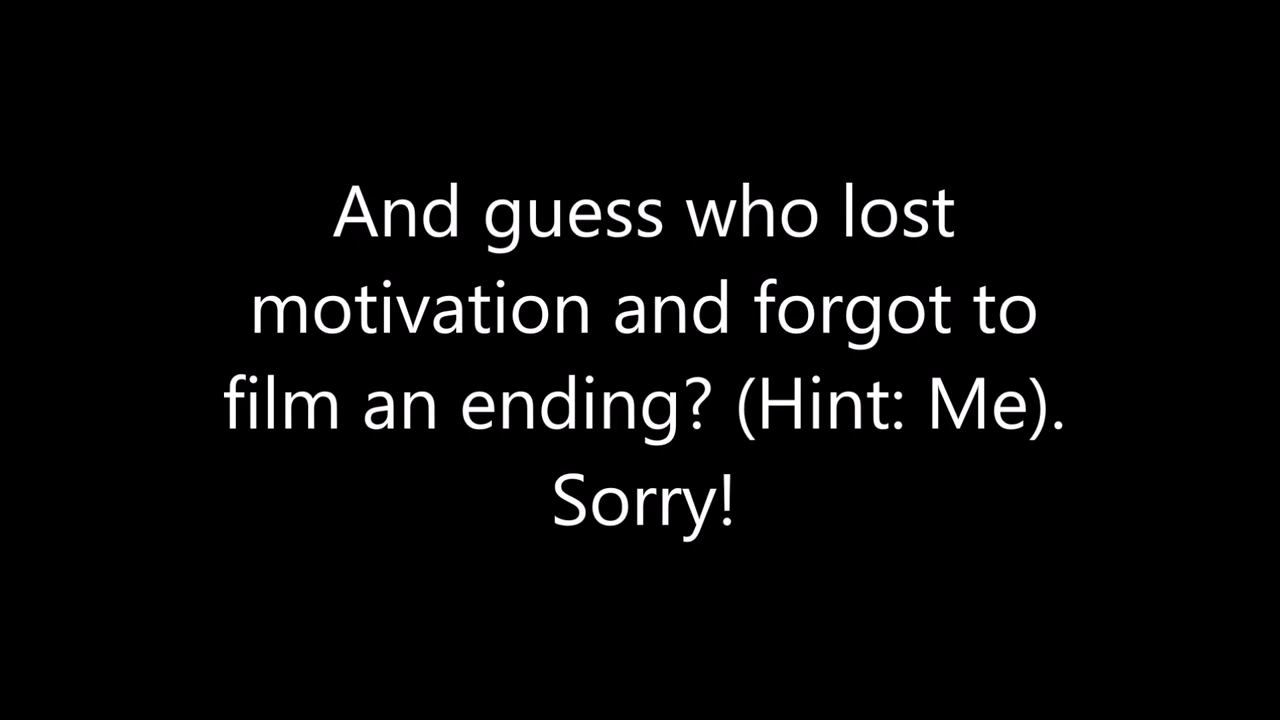 And guess who lost
motivation and forgot to
film an ending? (Hint: Me).
Sorry!